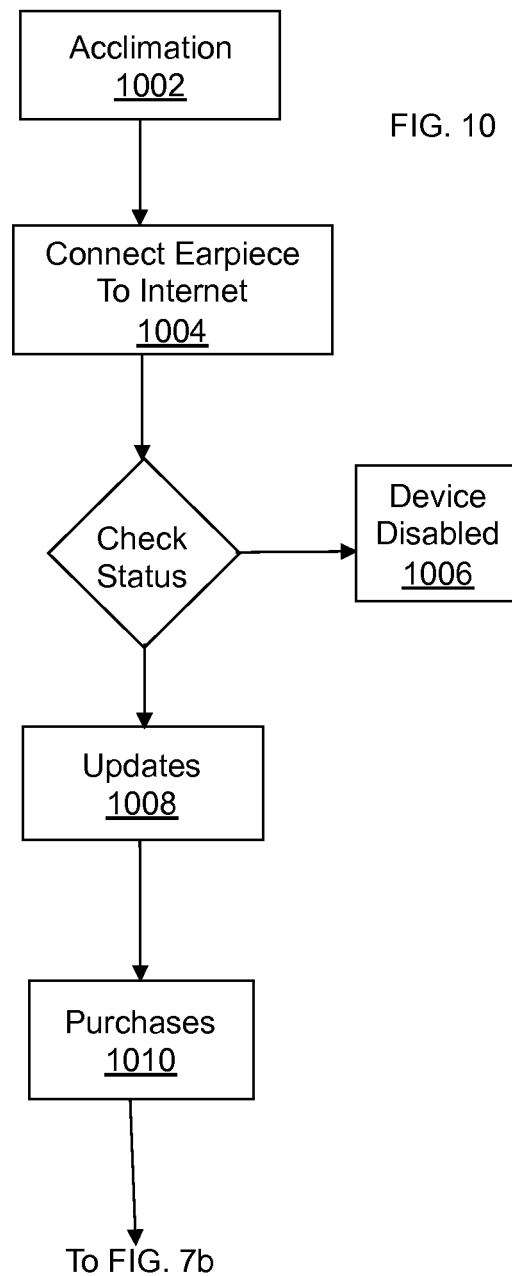 Acclimation
1002
FIG. 10
Connect Earpiece
To Internet
1004
Check
Status
Device
Disabled
1006
Updates
1008
Purchases
1010
To FIG. 7b